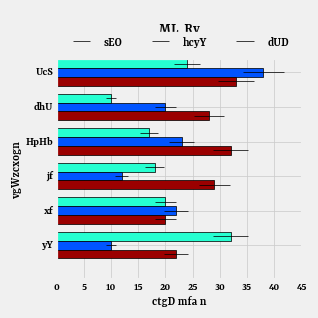 ML Rv
sEO hcyY dUD
UcS
dhU
HpHb
jf
xf
yY
vgWzcxogn
0 5 10 15 20 25 30 35 40 45
ctgD mfa n